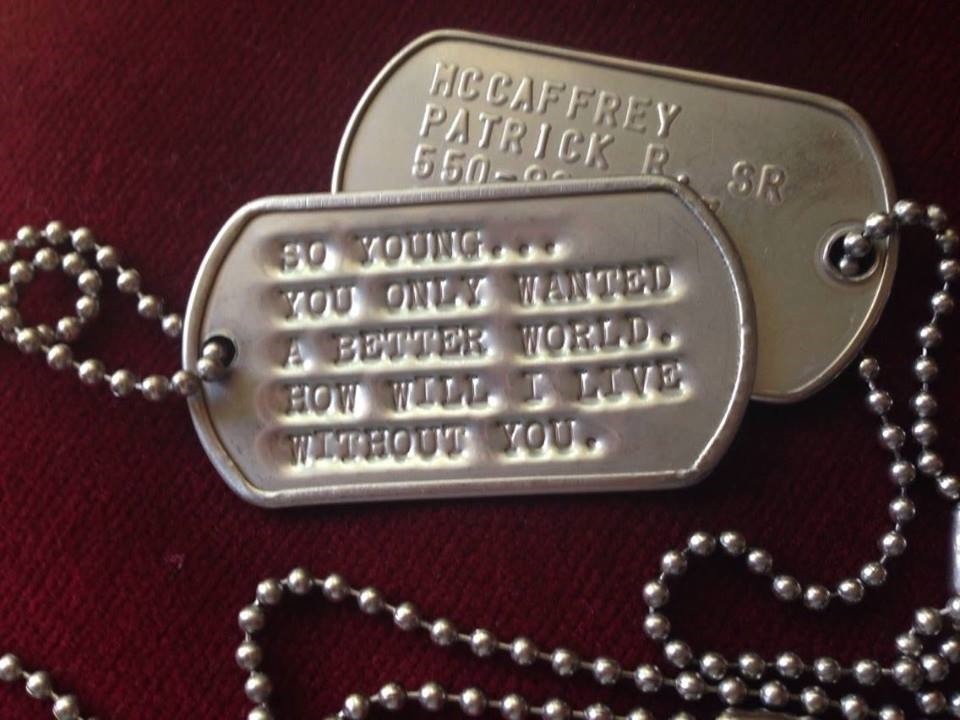 MCCAFFREY
PATRICK R. SR
550-
SO YOUNG...
YOU ONLY WANTED
A BETTER WORLD.
HOW WILL I LIVE
WITHOUT YOU.